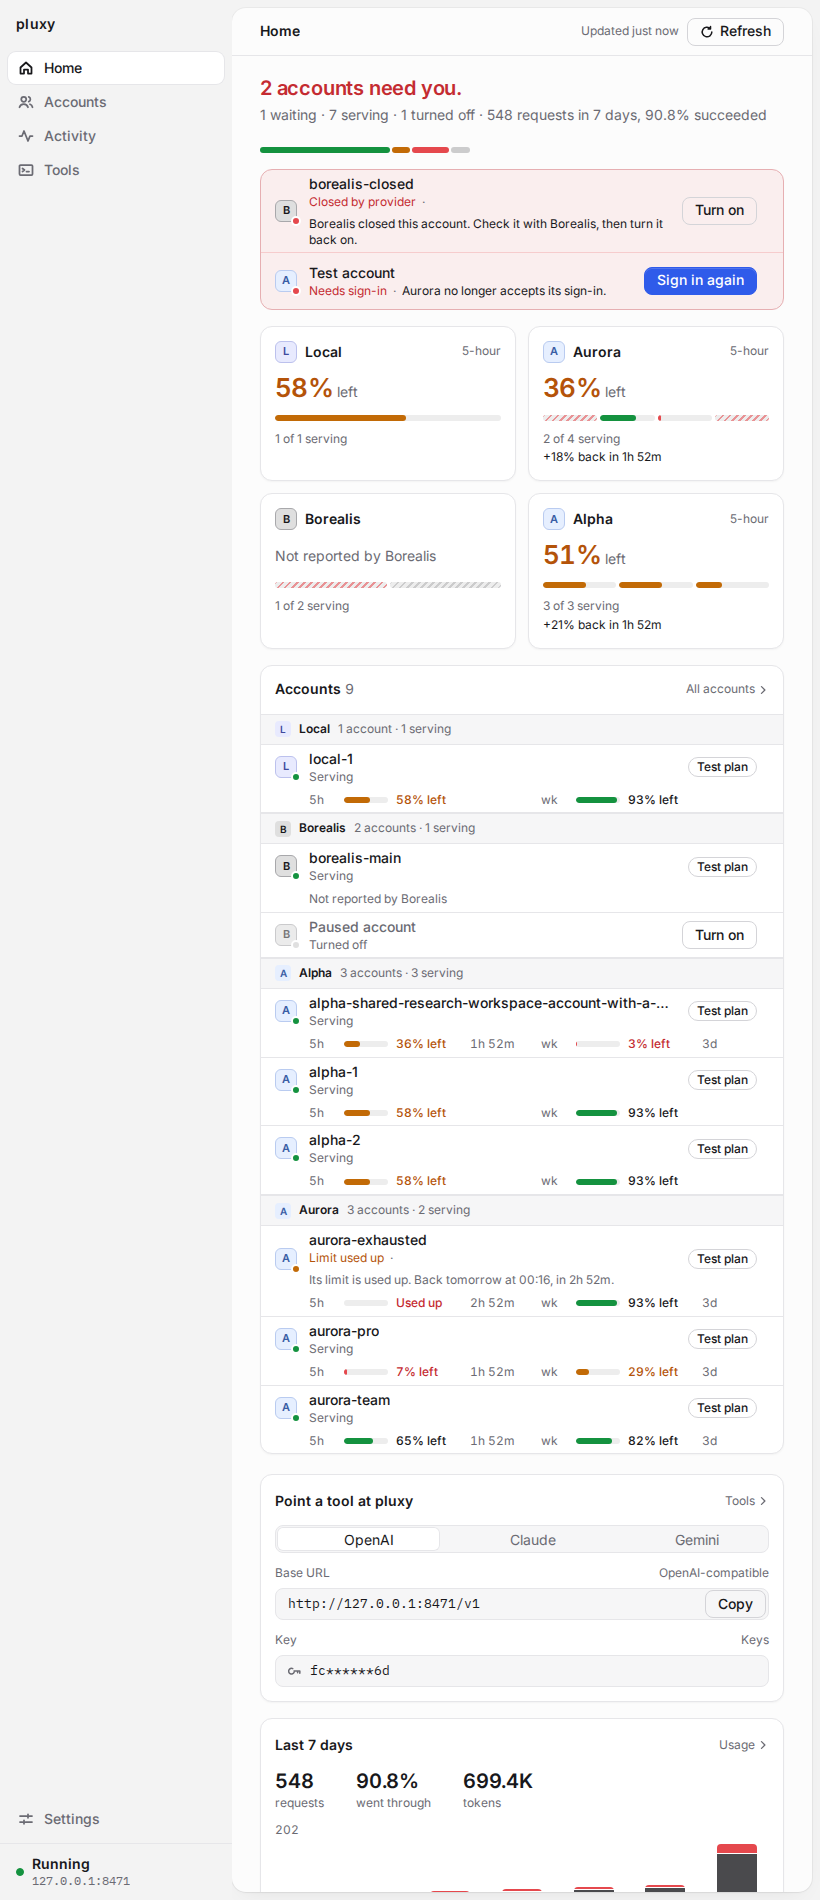 pluxy
Home
Accounts
Activity
Tools
Settings
Running
127.0.0.1:8471
Home
Updated just now
Refresh
2 accounts need you.
1 waiting · 7 serving · 1 turned off · 548 requests in 7 days, 90.8% succeeded
B
borealis-closed
Closed by provider ·
Borealis closed this account. Check it with Borealis, then turn it
back on.
Turn on
A
Test account
Needs sign-in · Aurora no longer accepts its sign-in.
Sign in again
L Local 5-hour
58% left
1 of 1 serving
A Aurora 5-hour
36% left
2 of 4 serving
+18% back in 1h 52m
B Borealis
Not reported by Borealis
1 of 2 serving
A Alpha 5-hour
51% left
3 of 3 serving
+21% back in 1h 52m
Accounts 9 All accounts
L Local 1 account · 1 serving
L local-1 Test plan
Serving
5h 58% left wk 93% left
B Borealis 2 accounts · 1 serving
B borealis-main Test plan
Serving
Not reported by Borealis
B Paused account Turn on
Turned off
A Alpha 3 accounts · 3 serving
A alpha-shared-research-workspace-account-with-a-... Test plan
Serving
5h 36% left 1h 52m wk 3% left 3d
A alpha-1 Test plan
Serving
5h 58% left wk 93% left
A alpha-2 Test plan
Serving
5h 58% left wk 93% left
A Aurora 3 accounts · 2 serving
A aurora-exhausted Test plan
Limit used up ·
Its limit is used up. Back tomorrow at 00:16, in 2h 52m.
5h Used up 2h 52m wk 93% left 3d
A aurora-pro Test plan
Serving
5h 7% left 1h 52m wk 29% left 3d
A aurora-team Test plan
Serving
5h 65% left 1h 52m wk 82% left 3d
Point a tool at pluxy Tools
OpenAI Claude Gemini
Base URL OpenAI-compatible
http://127.0.0.1:8471/v1 Copy
Key Keys
fc******6d
Last 7 days Usage
548 90.8% 699.4K
requests went through tokens
202